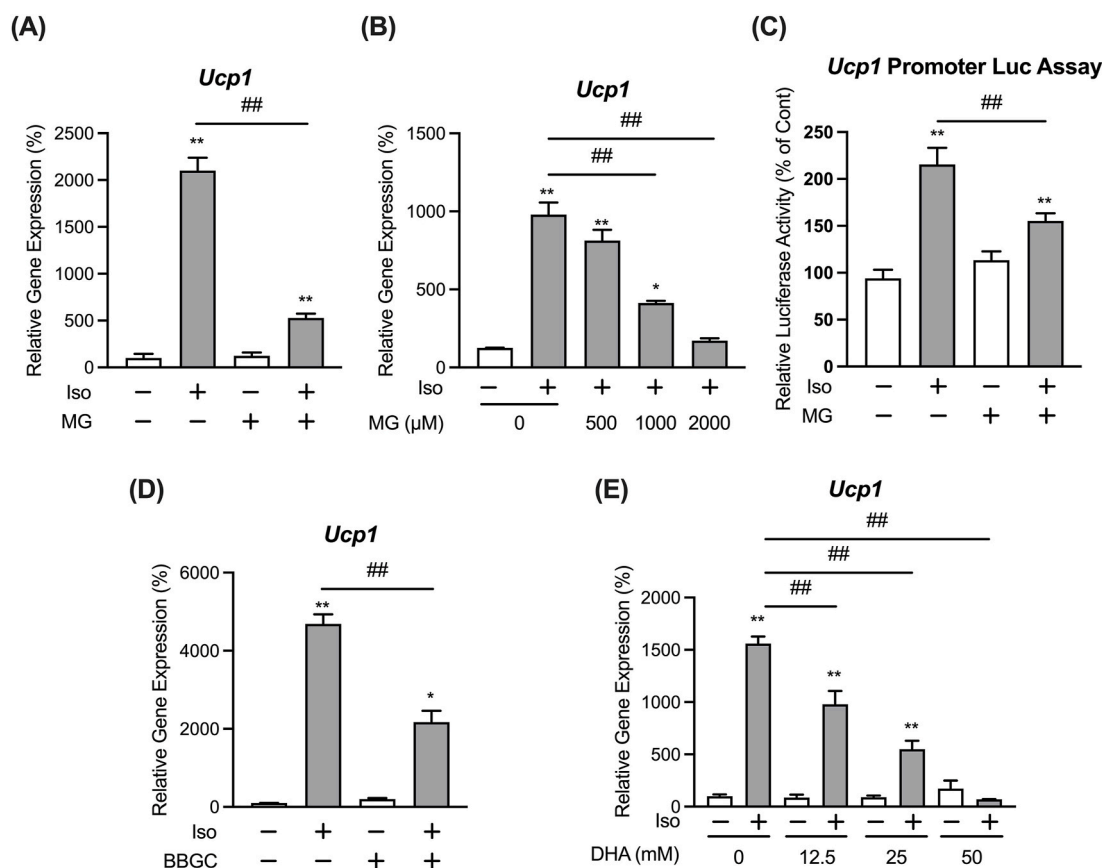 (A)
Ucp1
##
Relative Gene Expression (%)
2500
2000
1500
1000
500
0
**
**
Iso − + − +
MG − − + +
(B)
Ucp1
##
##
Relative Gene Expression (%)
1500
1000
500
0
**
**
*
Iso − + + + +
MG (µM) 0 500 1000 2000
(C)
Ucp1 Promoter Luc Assay
##
Relative Luciferase Activity (% of Cont)
250
200
150
100
50
0
**
**
Iso − + − +
MG − − + +
(D)
Ucp1
##
Relative Gene Expression (%)
6000
4000
2000
0
**
*
Iso − + − +
BBGC − − + +
(E)
Ucp1
##
##
##
Relative Gene Expression (%)
2000
1500
1000
500
0
**
**
**
Iso − + − + − + − +
DHA (mM) 0 12.5 25 50